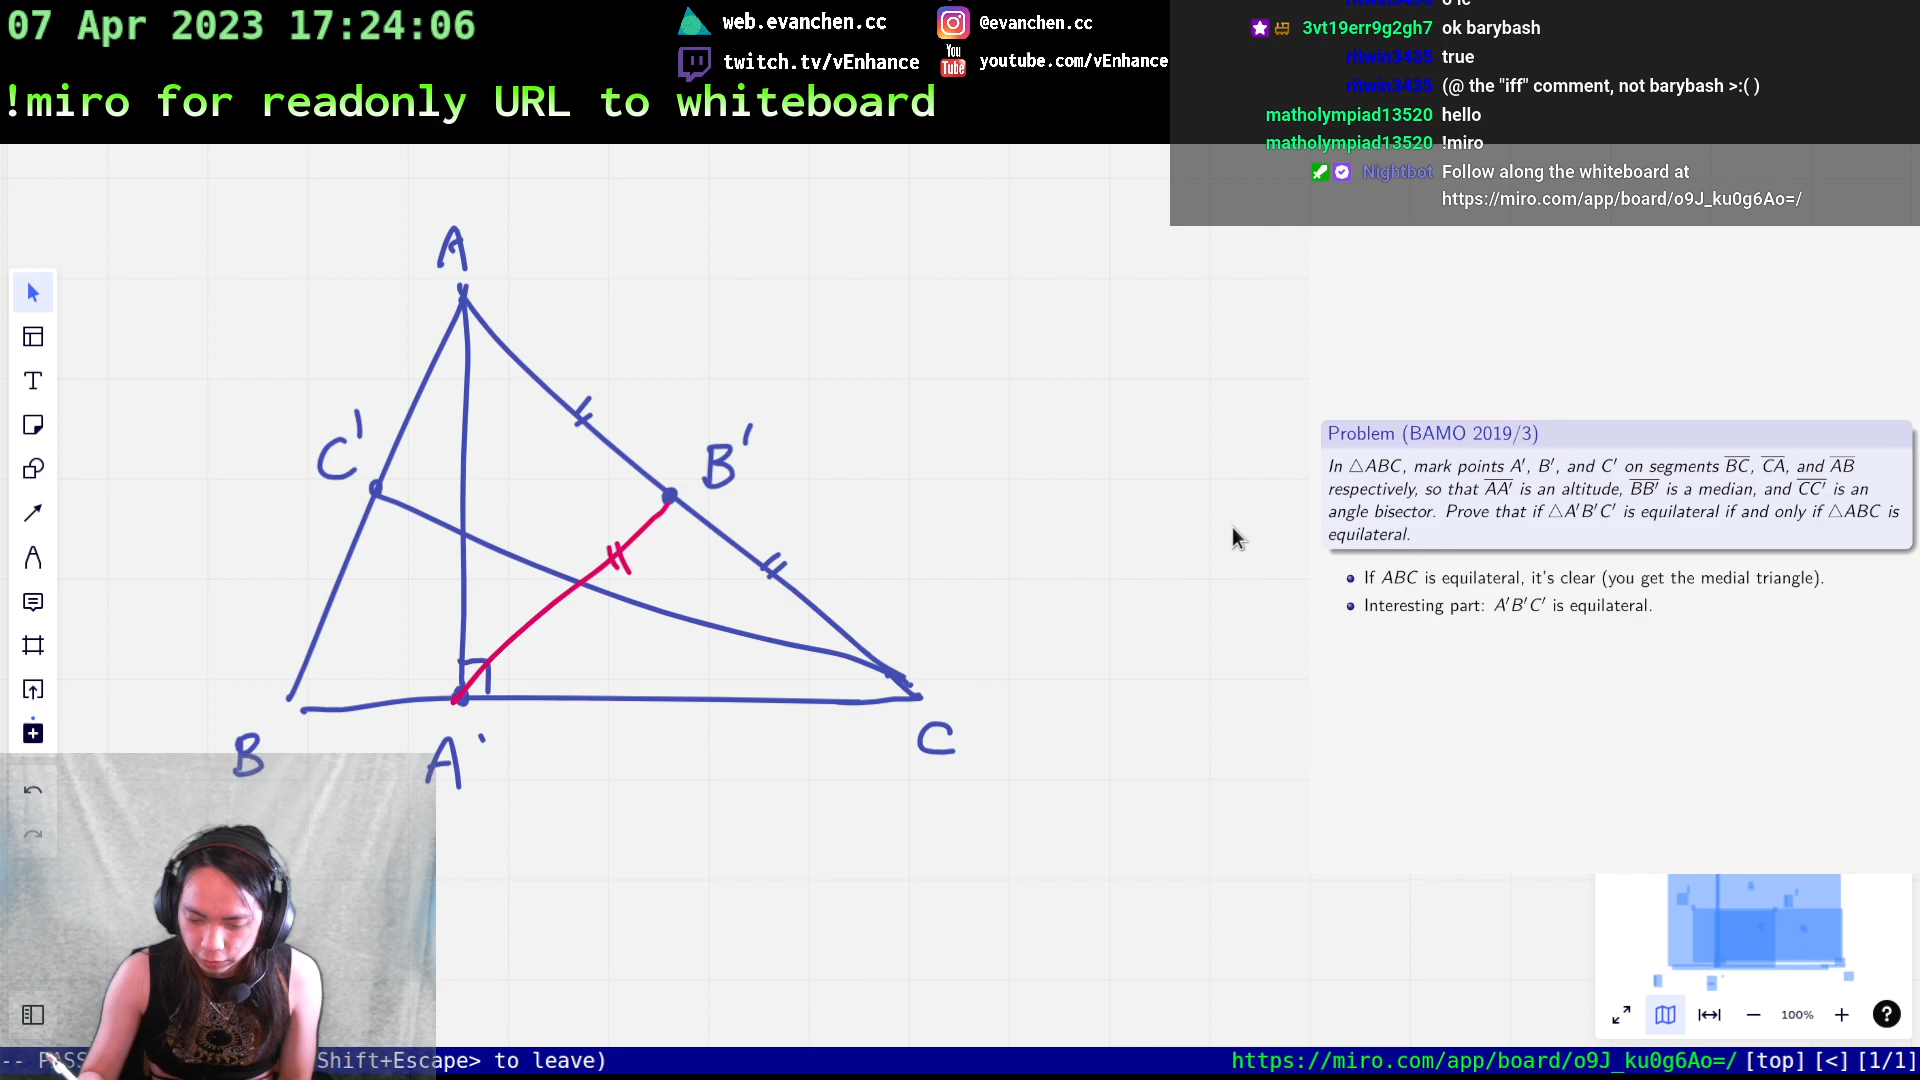 07 Apr 2023 17:24:06
!miro for readonly URL to whiteboard
web.evanchen.cc
@evanchen.cc
twitch.tv/vEnhance
You
Tube
youtube.com/vEnhance
3vt19err9g2gh7 ok barybash
ritwin3435 true
ritwin3435 (@ the "iff" comment, not barybash >:( )
matholympiad13520 hello
matholympiad13520 !miro
Nightbot Follow along the whiteboard at
https://miro.com/app/board/o9J_ku0g6Ao=/
A
C'
B'
B
A'
C
Problem (BAMO 2019/3)
In △ABC, mark points A′, B′, and C′ on segments BC, CA, and AB
respectively, so that AA′ is an altitude, BB′ is a median, and CC′ is an
angle bisector. Prove that if △A′B′C′ is equilateral if and only if △ABC is
equilateral.
If ABC is equilateral, it's clear (you get the medial triangle).
Interesting part: A′B′C′ is equilateral.
100%
?
Shift+Escape> to leave)
https://miro.com/app/board/o9J_ku0g6Ao=/ [top] [<] [1/1]